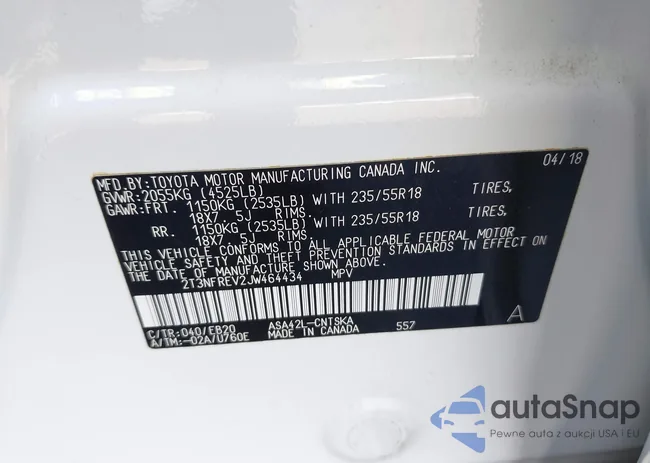 MFD.BY:TOYOTA MOTOR MANUFACTURING CANADA INC. 04/18
GVWR:2055KG (4525LB)
GAWR:FRT. 1150KG (2535LB) WITH 235/55R18 TIRES,
18X7. 5J RIMS.
RR. 1150KG (2535LB) WITH 235/55R18 TIRES,
18X7. 5J RIMS.
THIS VEHICLE CONFORMS TO ALL APPLICABLE FEDERAL MOTOR
VEHICLE SAFETY AND THEFT PREVENTION STANDARDS IN EFFECT ON
THE DATE OF MANUFACTURE SHOWN ABOVE.
2T3NFREV2JW464434 MPV
C/TR:040/EB20 ASA42L-CNTSKA 557 A
A/TM:-02A/U760E MADE IN CANADA
autaSnap
Pewne auta z aukcji USA i EU